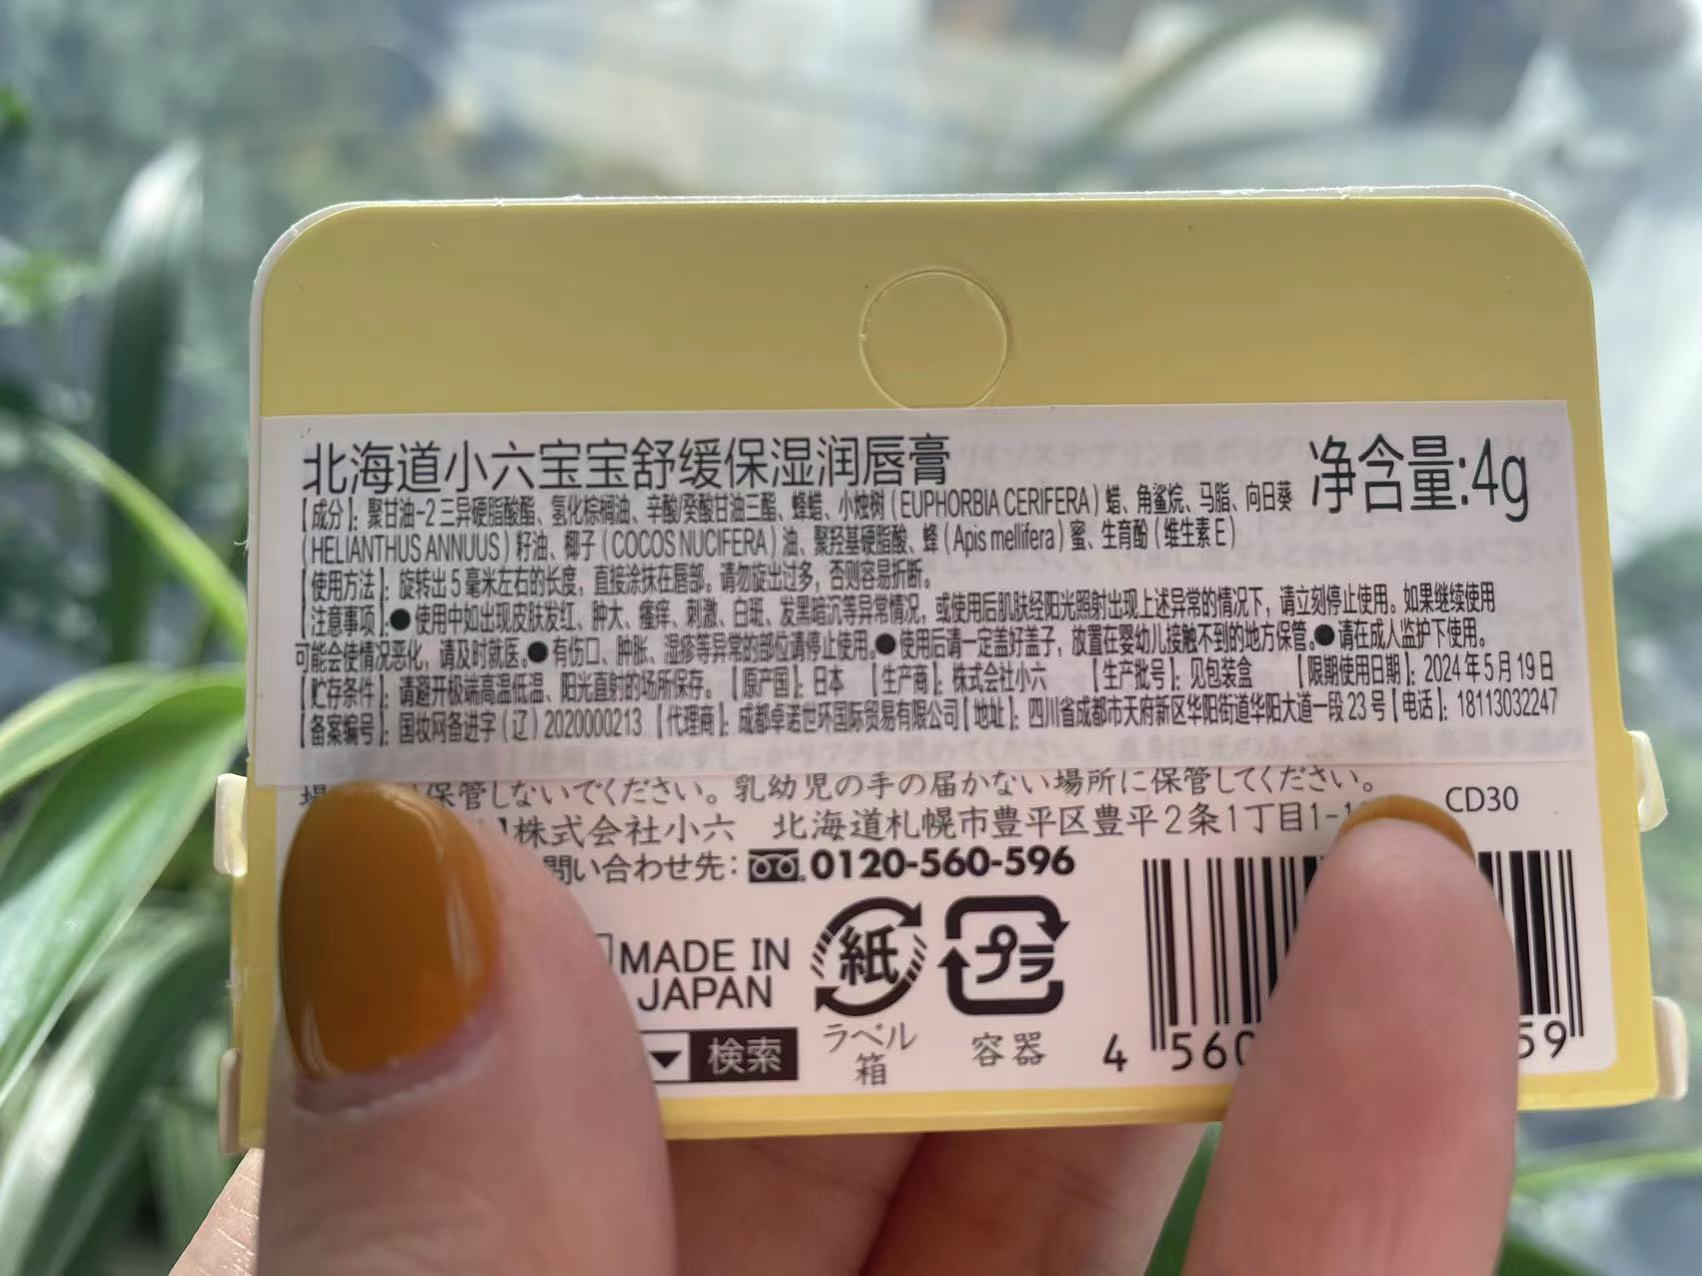 北海道小六宝宝舒缓保湿润唇膏
净含量:4g
【成分】: 聚甘油-2 三异硬脂酸酯、氢化棕榈油、辛酸/癸酸甘油三酯、蜂蜡、小烛树(EUPHORBIA CERIFERA)蜡、角鲨烷、马脂、向日葵
(HELIANTHUS ANNUUS)籽油、椰子(COCOS NUCIFERA)油、聚羟基硬脂酸、蜂(Apis mellifera)蜜、生育酚(维生素E)
【使用方法】: 旋转出5毫米左右的长度，直接涂抹在唇部。请勿旋出过多，否则容易折断。
【注意事项】:●使用中如出现皮肤发红、肿大、瘙痒、刺激、白斑、发黑暗沉等异常情况，或使用后肌肤经阳光照射出现上述异常的情况下，请立刻停止使用。如果继续使用
可能会使情况恶化，请及时就医。●有伤口、肿胀、湿疹等异常的部位请停止使用。●使用后请一定盖好盖子，放置在婴幼儿接触不到的地方保管。●请在成人监护下使用。
【贮存条件】: 请避开极端高温低温、阳光直射的场所保存。【原产国】: 日本 【生产商】: 株式会社小六 【生产批号】: 见包装盒 【限期使用日期】: 2024年5月19日
【备案编号】: 国妆网备进字(辽)2020000213【代理商】: 成都卓诺世环国际贸易有限公司【地址】: 四川省成都市天府新区华阳街道华阳大道一段23号【电话】: 18113032247
場 保管しないでください。乳幼児の手の届かない場所に保管してください。
CD30
】株式会社小六 北海道札幌市豊平区豊平2条1丁目1-1
問い合わせ先: 0120-560-596
MADE IN
JAPAN
紙
プラ
ラベル
箱
容器
検索
4 560 59